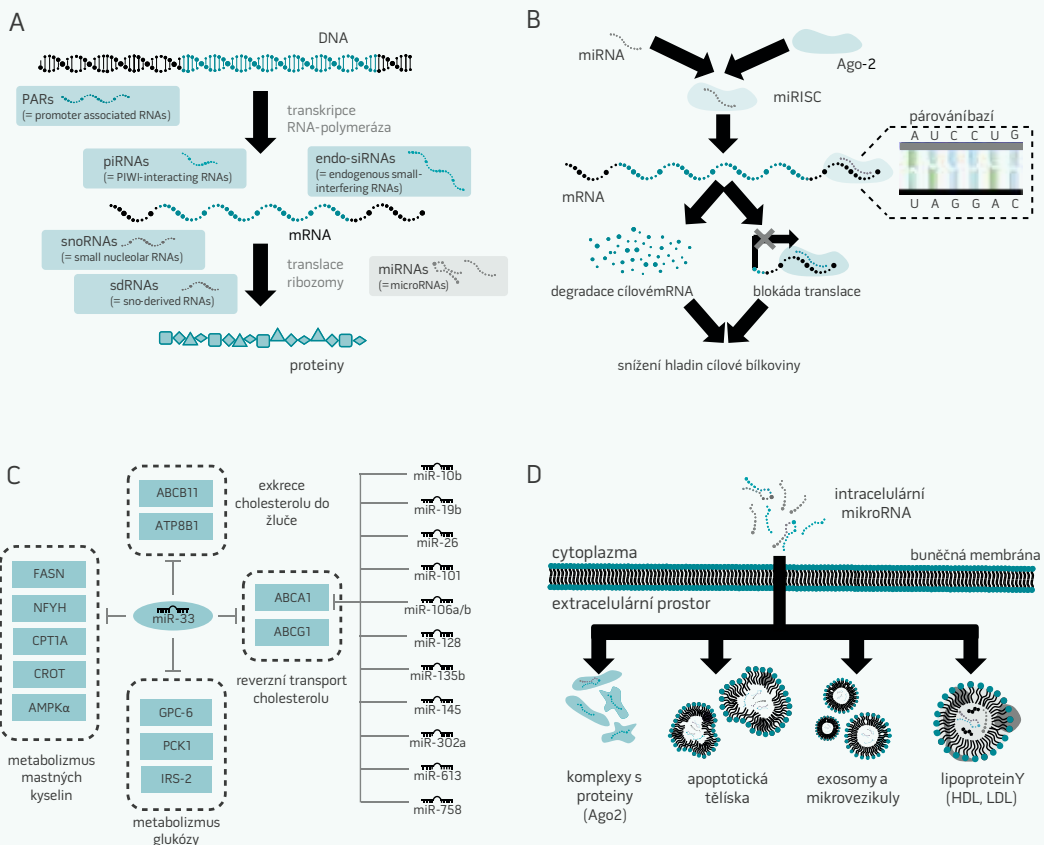 A
DNA
PARs
(= promoter associated RNAs)
transkripce
RNA-polymeráza
piRNAs
(= PIWI-interacting RNAs)
endo-siRNAs
(= endogenous small-
interfering RNAs)
mRNA
snoRNAs
(= small nucleolar RNAs)
translace
ribozomy
miRNAs
(= microRNAs)
sdRNAs
(= sno-derived RNAs)
proteiny
B
miRNA
Ago-2
miRISC
párování bazí
A U C C U G
U A G G A C
mRNA
degradace cílovémRNA
blokáda translace
snížení hladin cílové bílkoviny
C
ABCB11
ATP8B1
exkrece
cholesterolu do
žluče
FASN
NFYH
CPT1A
CROT
AMPKα
metabolizmus
mastných
kyselin
miR-33
ABCA1
ABCG1
reverzní transport
cholesterolu
GPC-6
PCK1
IRS-2
metabolizmus
glukózy
miR-10b
miR-19b
miR-26
miR-101
miR-106a/b
miR-128
miR-135b
miR-145
miR-302a
miR-613
miR-758
D
intracelulární
mikroRNA
cytoplazma
buněčná membrána
extracelulární prostor
komplexy s
proteiny
(Ago2)
apoptotická
tělíska
exosomy a
mikrovezikuly
lipoproteinY
(HDL, LDL)